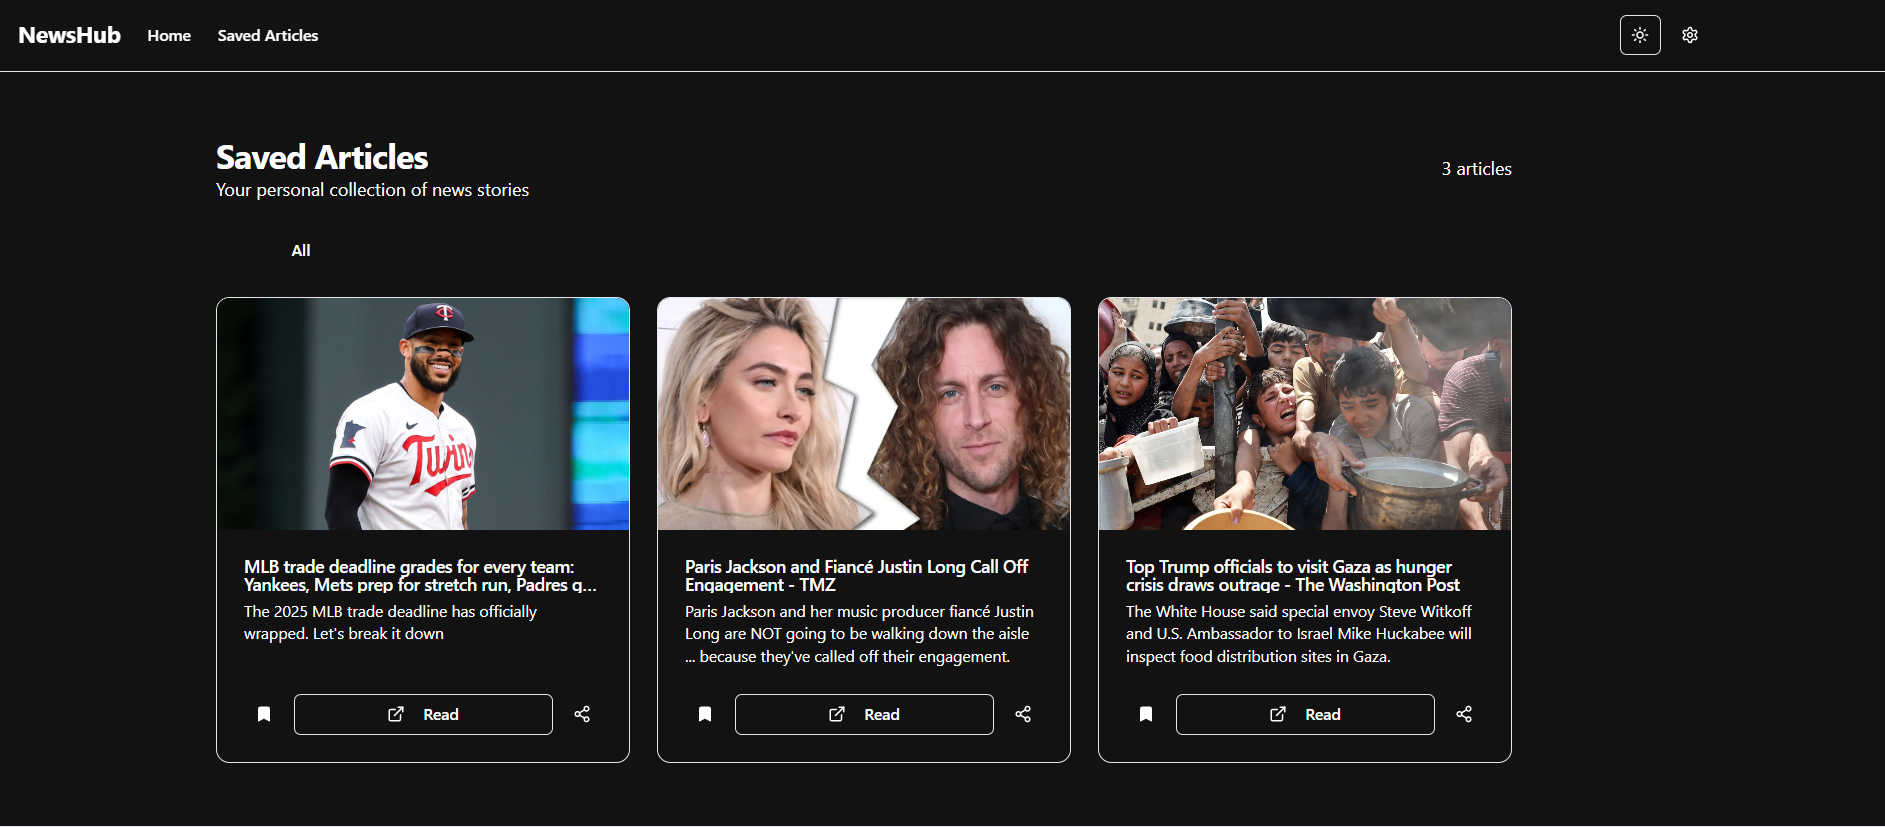 NewsHub Home Saved Articles
Saved Articles
Your personal collection of news stories
3 articles
All
Twins
MLB trade deadline grades for every team:
Yankees, Mets prep for stretch run, Padres q...
The 2025 MLB trade deadline has officially
wrapped. Let's break it down
Read
Paris Jackson and Fiancé Justin Long Call Off
Engagement - TMZ
Paris Jackson and her music producer fiancé Justin
Long are NOT going to be walking down the aisle
... because they've called off their engagement.
Read
Top Trump officials to visit Gaza as hunger
crisis draws outrage - The Washington Post
The White House said special envoy Steve Witkoff
and U.S. Ambassador to Israel Mike Huckabee will
inspect food distribution sites in Gaza.
Read